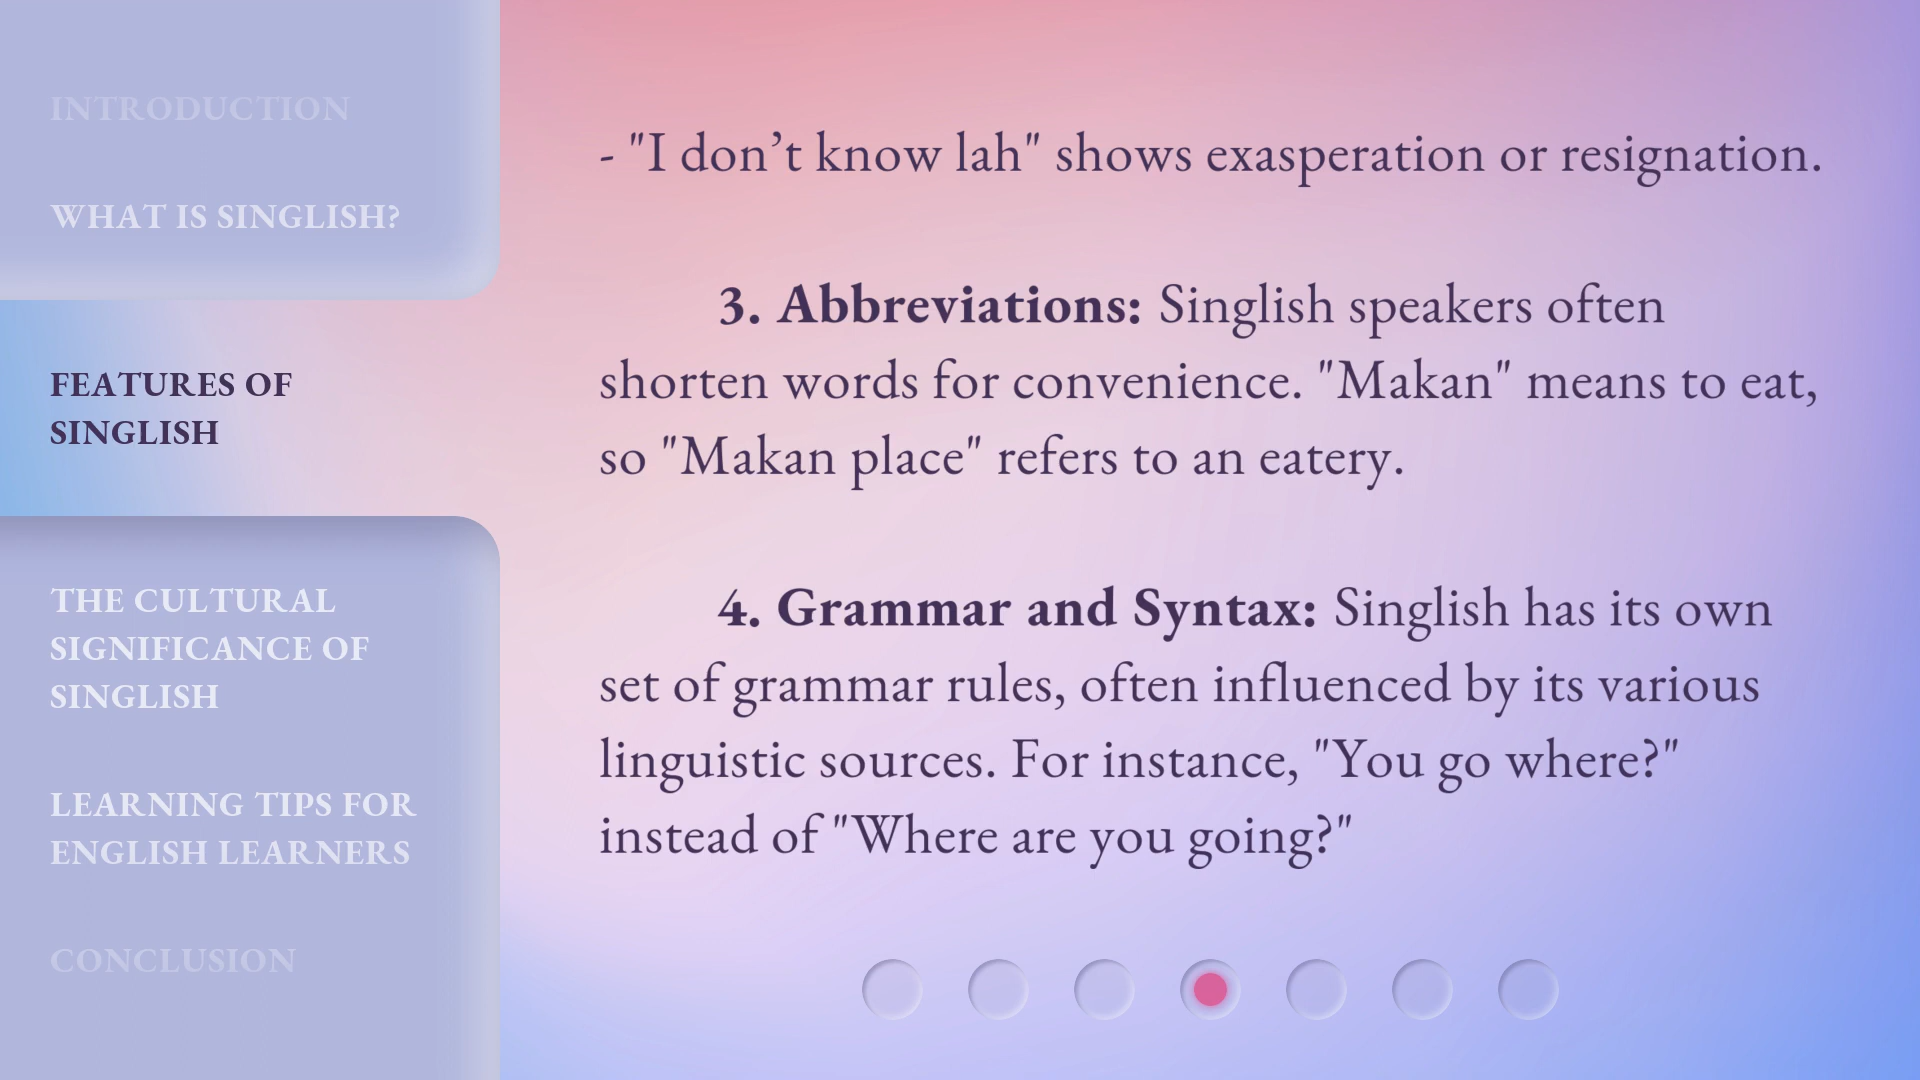 INTRODUCTION
WHAT IS SINGLISH?
FEATURES OF
SINGLISH
THE CULTURAL
SIGNIFICANCE OF
SINGLISH
LEARNING TIPS FOR
ENGLISH LEARNERS
CONCLUSION
- "I don’t know lah" shows exasperation or resignation.
3. Abbreviations: Singlish speakers often
shorten words for convenience. "Makan" means to eat,
so "Makan place" refers to an eatery.
4. Grammar and Syntax: Singlish has its own
set of grammar rules, often influenced by its various
linguistic sources. For instance, "You go where?"
instead of "Where are you going?"